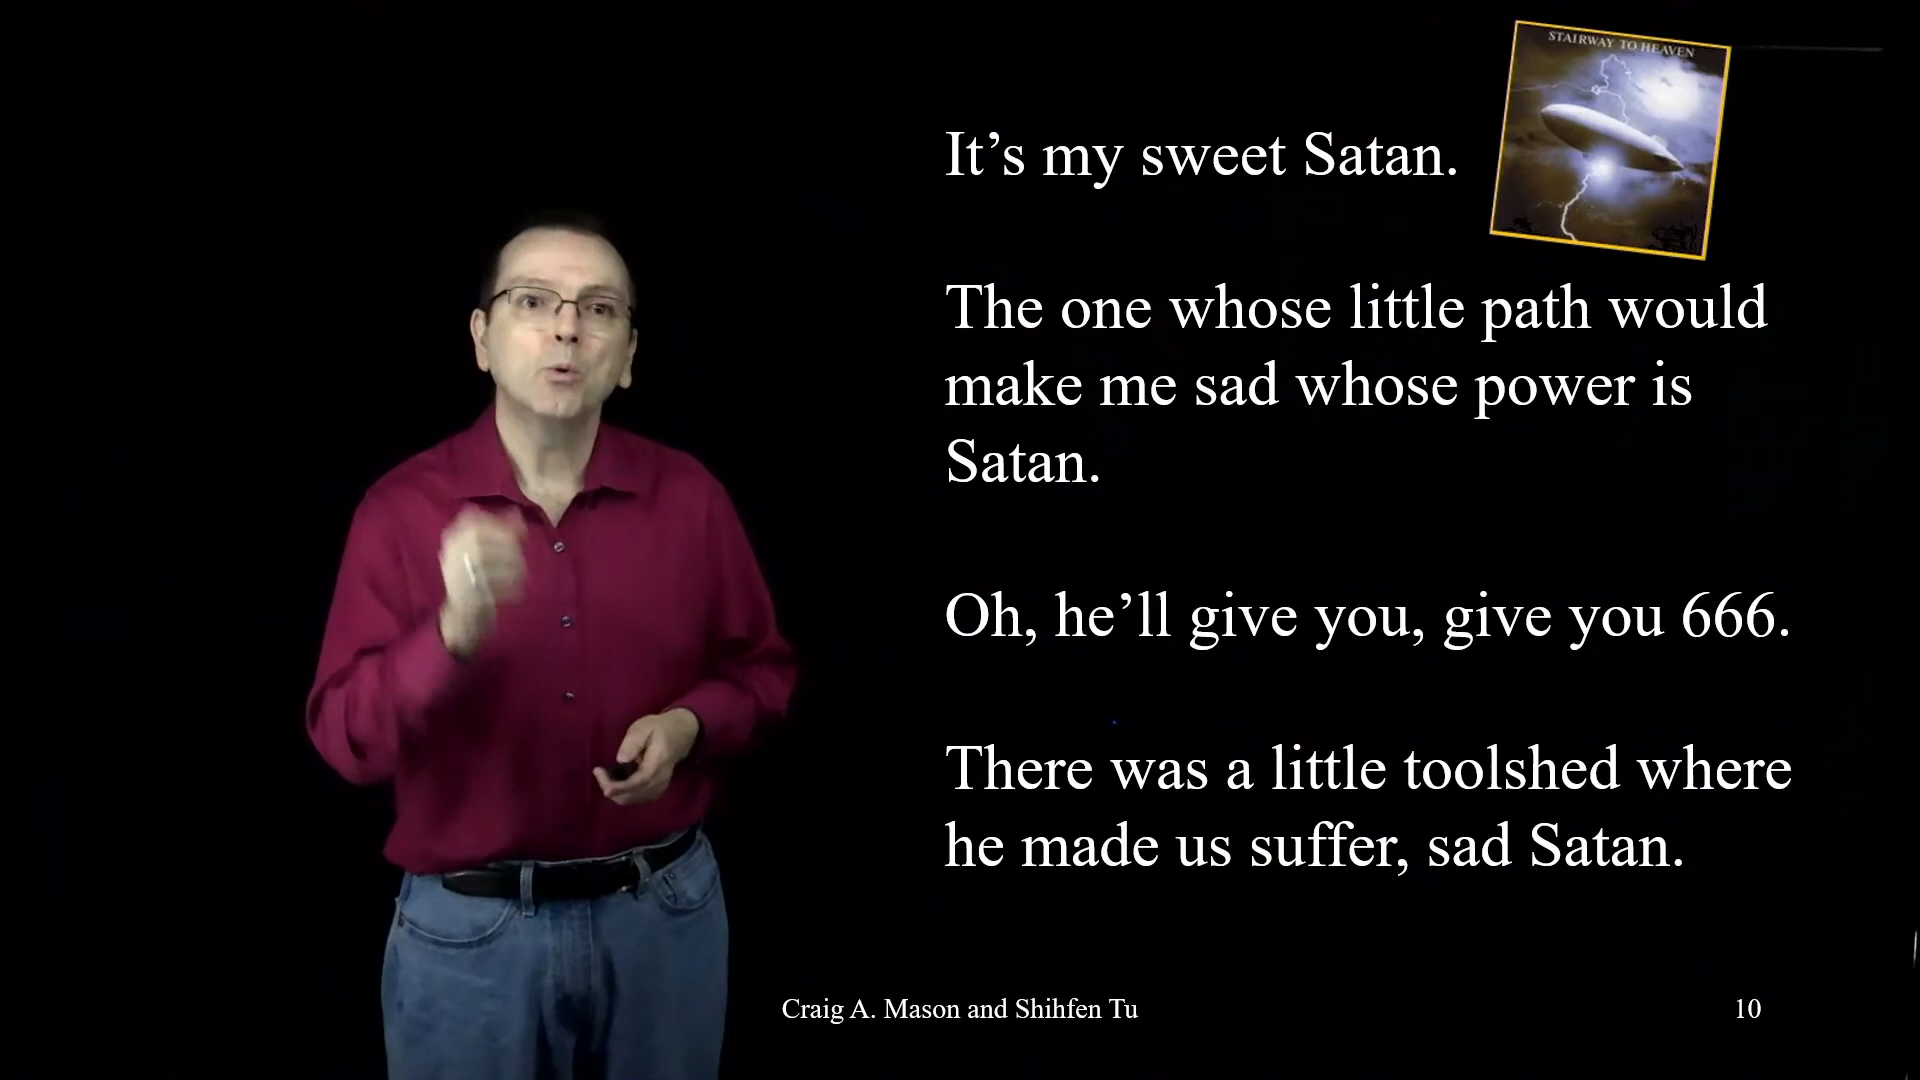 STAIRWAY TO HEAVEN
It’s my sweet Satan.
The one whose little path would
make me sad whose power is
Satan.
Oh, he’ll give you, give you 666.
There was a little toolshed where
he made us suffer, sad Satan.
Craig A. Mason and Shihfen Tu
10